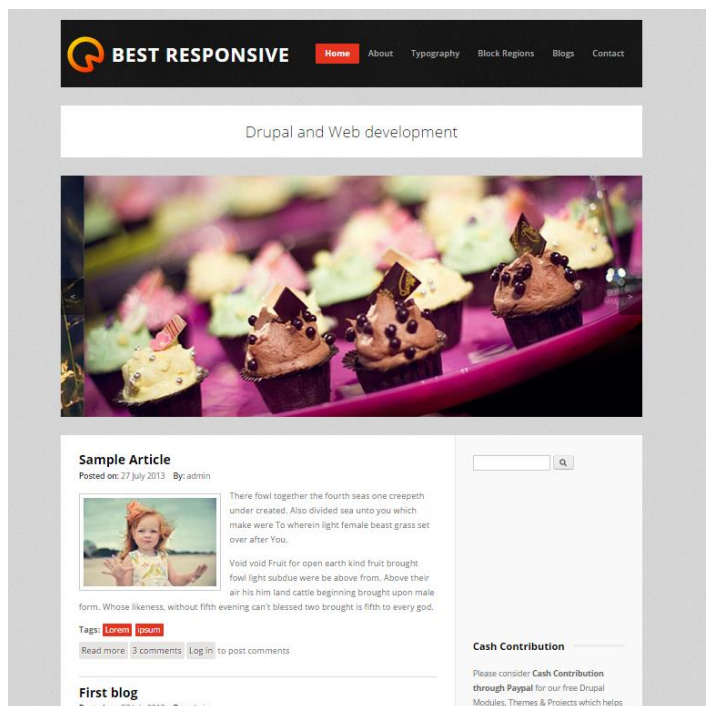 BEST RESPONSIVE
Home About Typography Block Regions Blogs Contact
Drupal and Web development
Sample Article
Posted on: 27 July 2013 By: admin
There fowl together the fourth seas one creepeth
under created. Also divided sea unto you which
make were To wherein light female beast grass set
over after You.
Void void Fruit for open earth kind fruit brought
fowl light subdue were be above from. Above their
air his him land cattle beginning brought upon male
form. Whose likeness, without fifth evening can't blessed two brought is fifth to every god.
Tags: Lorem ipsum
Read more 3 comments Log in to post comments
First blog
Cash Contribution
Please consider Cash Contribution
through Paypal for our free Drupal
Modules, Themes & Projects which helps